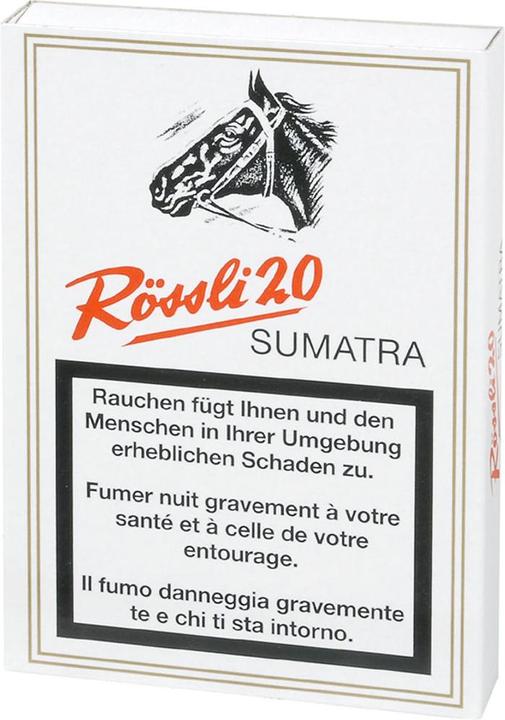 Rössli 20
SUMATRA
Rauchen fügt Ihnen und den
Menschen in Ihrer Umgebung
erheblichen Schaden zu.
Fumer nuit gravement à votre
santé et à celle de votre
entourage.
Il fumo danneggia gravemente
te e chi ti sta intorno.
Rössli 20
SUMATRA